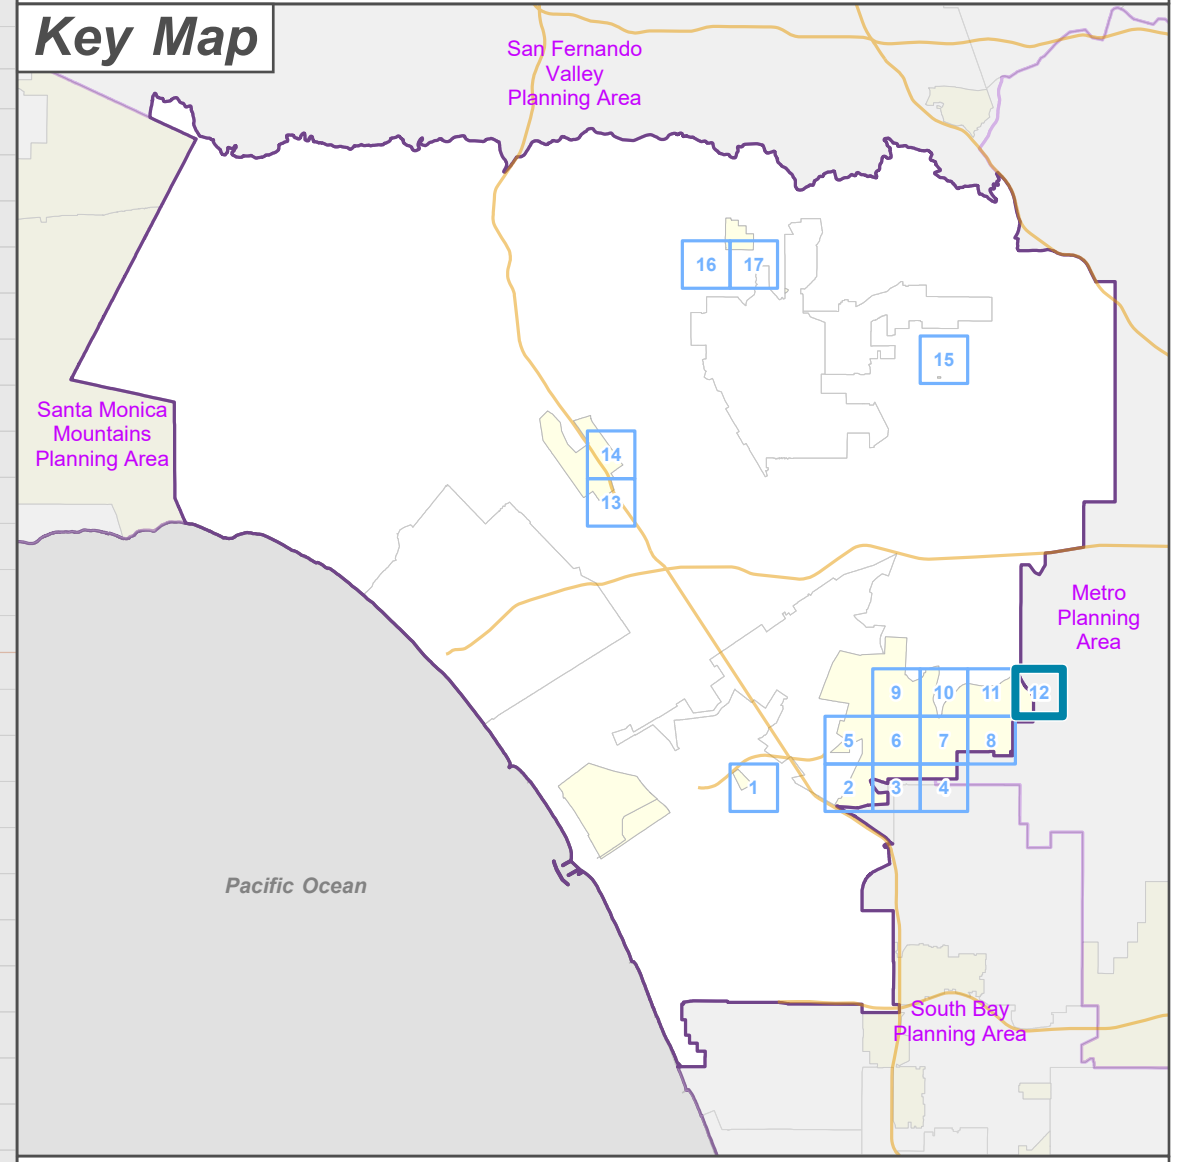 Key Map
San Fernando
Valley
Planning Area
16
17
15
Santa Monica
Mountains
Planning Area
14
13
Metro
Planning
Area
9
10
11
12
5
6
7
8
1
2
3
4
Pacific Ocean
South Bay
Planning Area